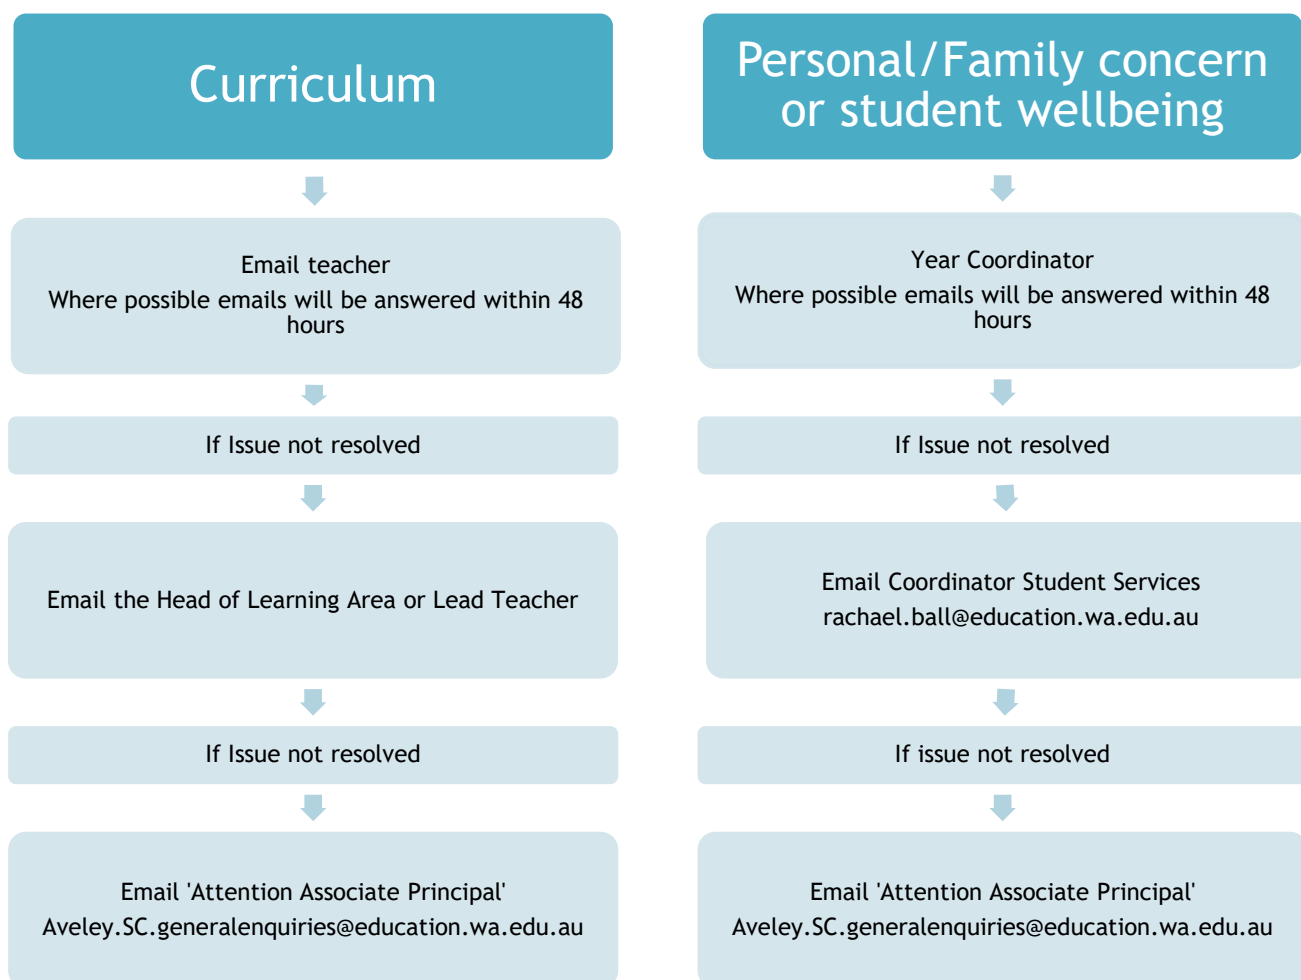 Curriculum
Email teacher
Where possible emails will be answered within 48
hours
If Issue not resolved
Email the Head of Learning Area or Lead Teacher
If Issue not resolved
Email 'Attention Associate Principal'
Aveley.SC.generalenquiries@education.wa.edu.au
Personal/Family concern
or student wellbeing
Year Coordinator
Where possible emails will be answered within 48
hours
If Issue not resolved
Email Coordinator Student Services
rachael.ball@education.wa.edu.au
If issue not resolved
Email 'Attention Associate Principal'
Aveley.SC.generalenquiries@education.wa.edu.au